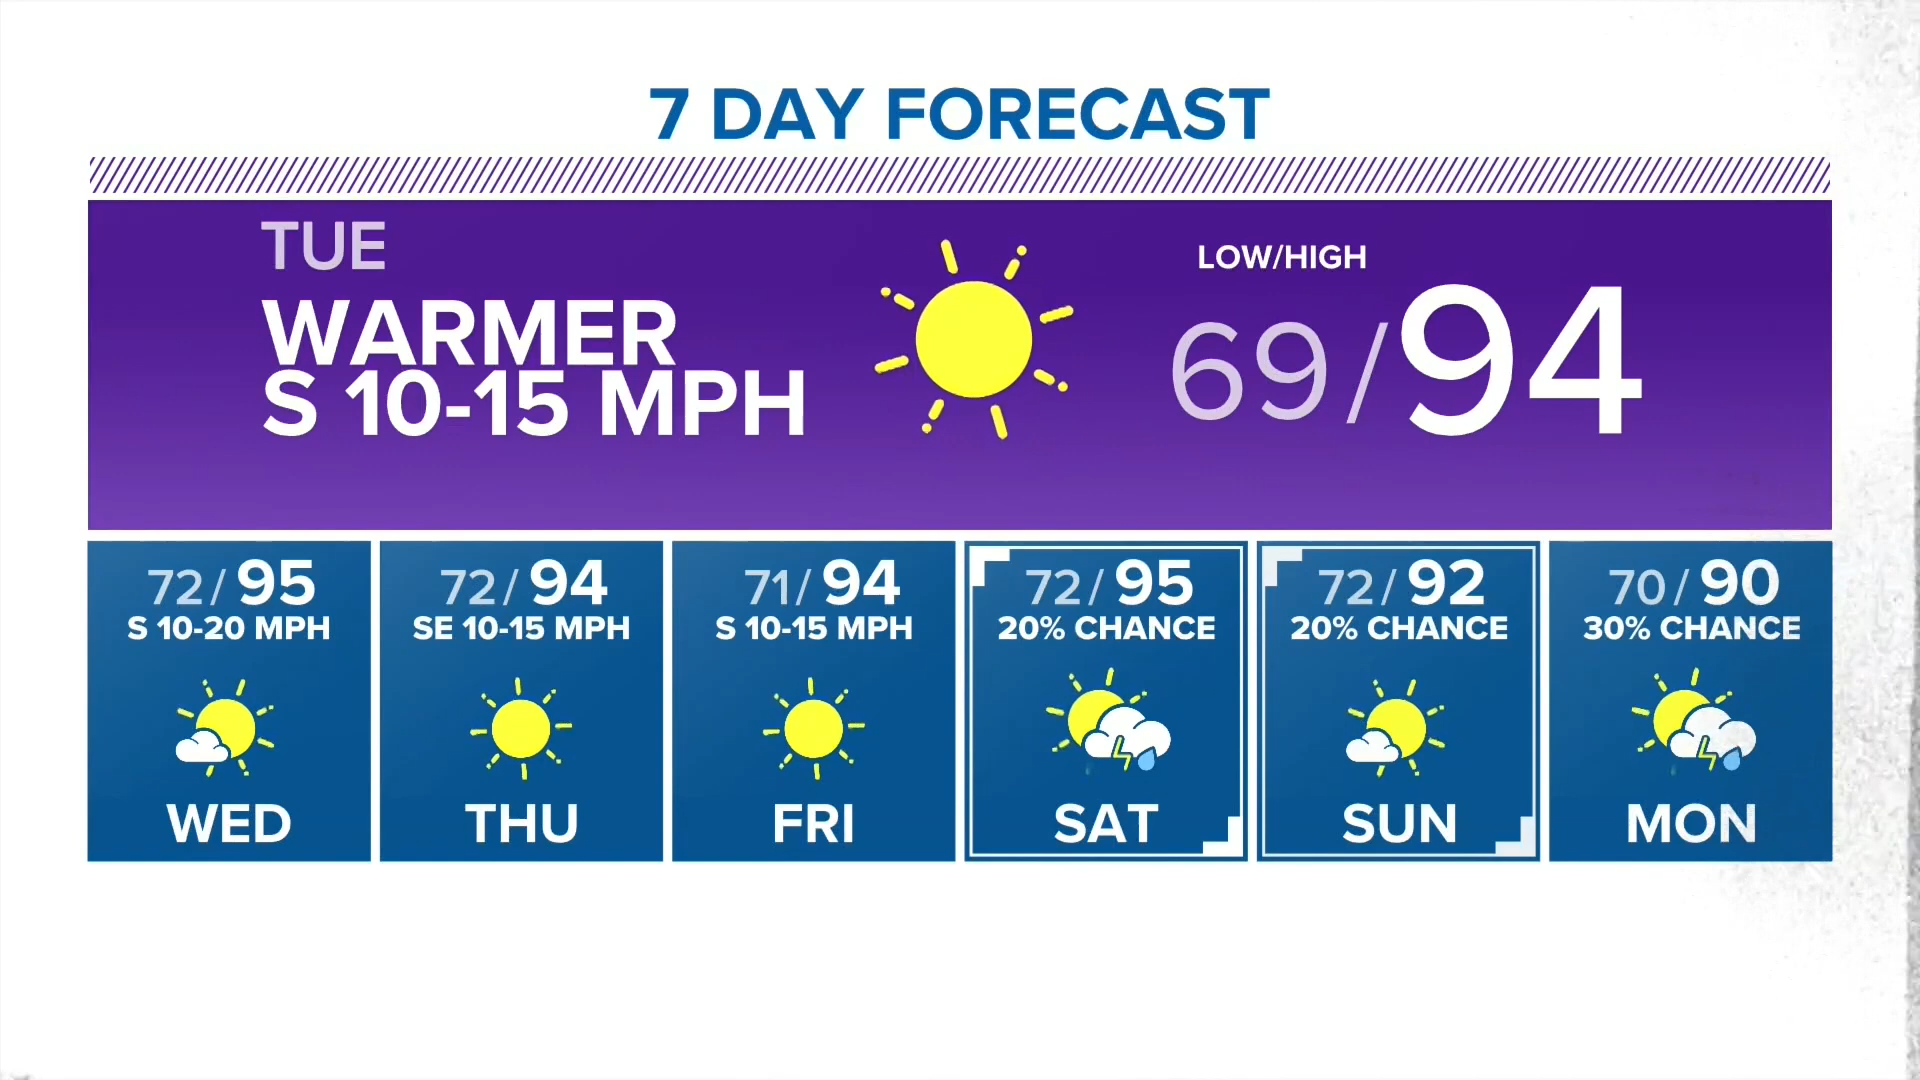 7 DAY FORECAST
TUE
WARMER
S 10-15 MPH
LOW/HIGH
69/94
72/95
S 10-20 MPH
WED
72/94
SE 10-15 MPH
THU
71/94
S 10-15 MPH
FRI
72/95
20% CHANCE
SAT
72/92
20% CHANCE
SUN
70/90
30% CHANCE
MON